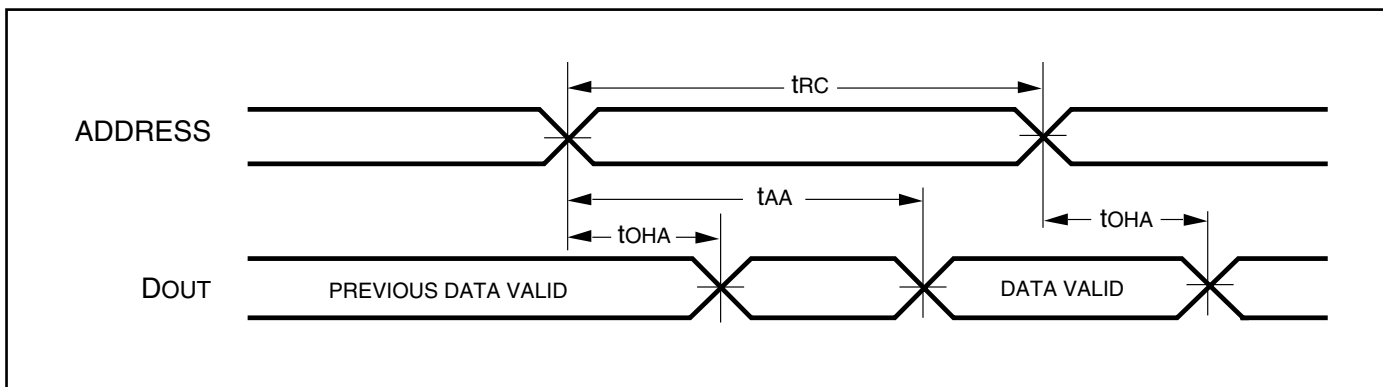 tRC
ADDRESS
tAA
tOHA
tOHA
DOUT
PREVIOUS DATA VALID
DATA VALID